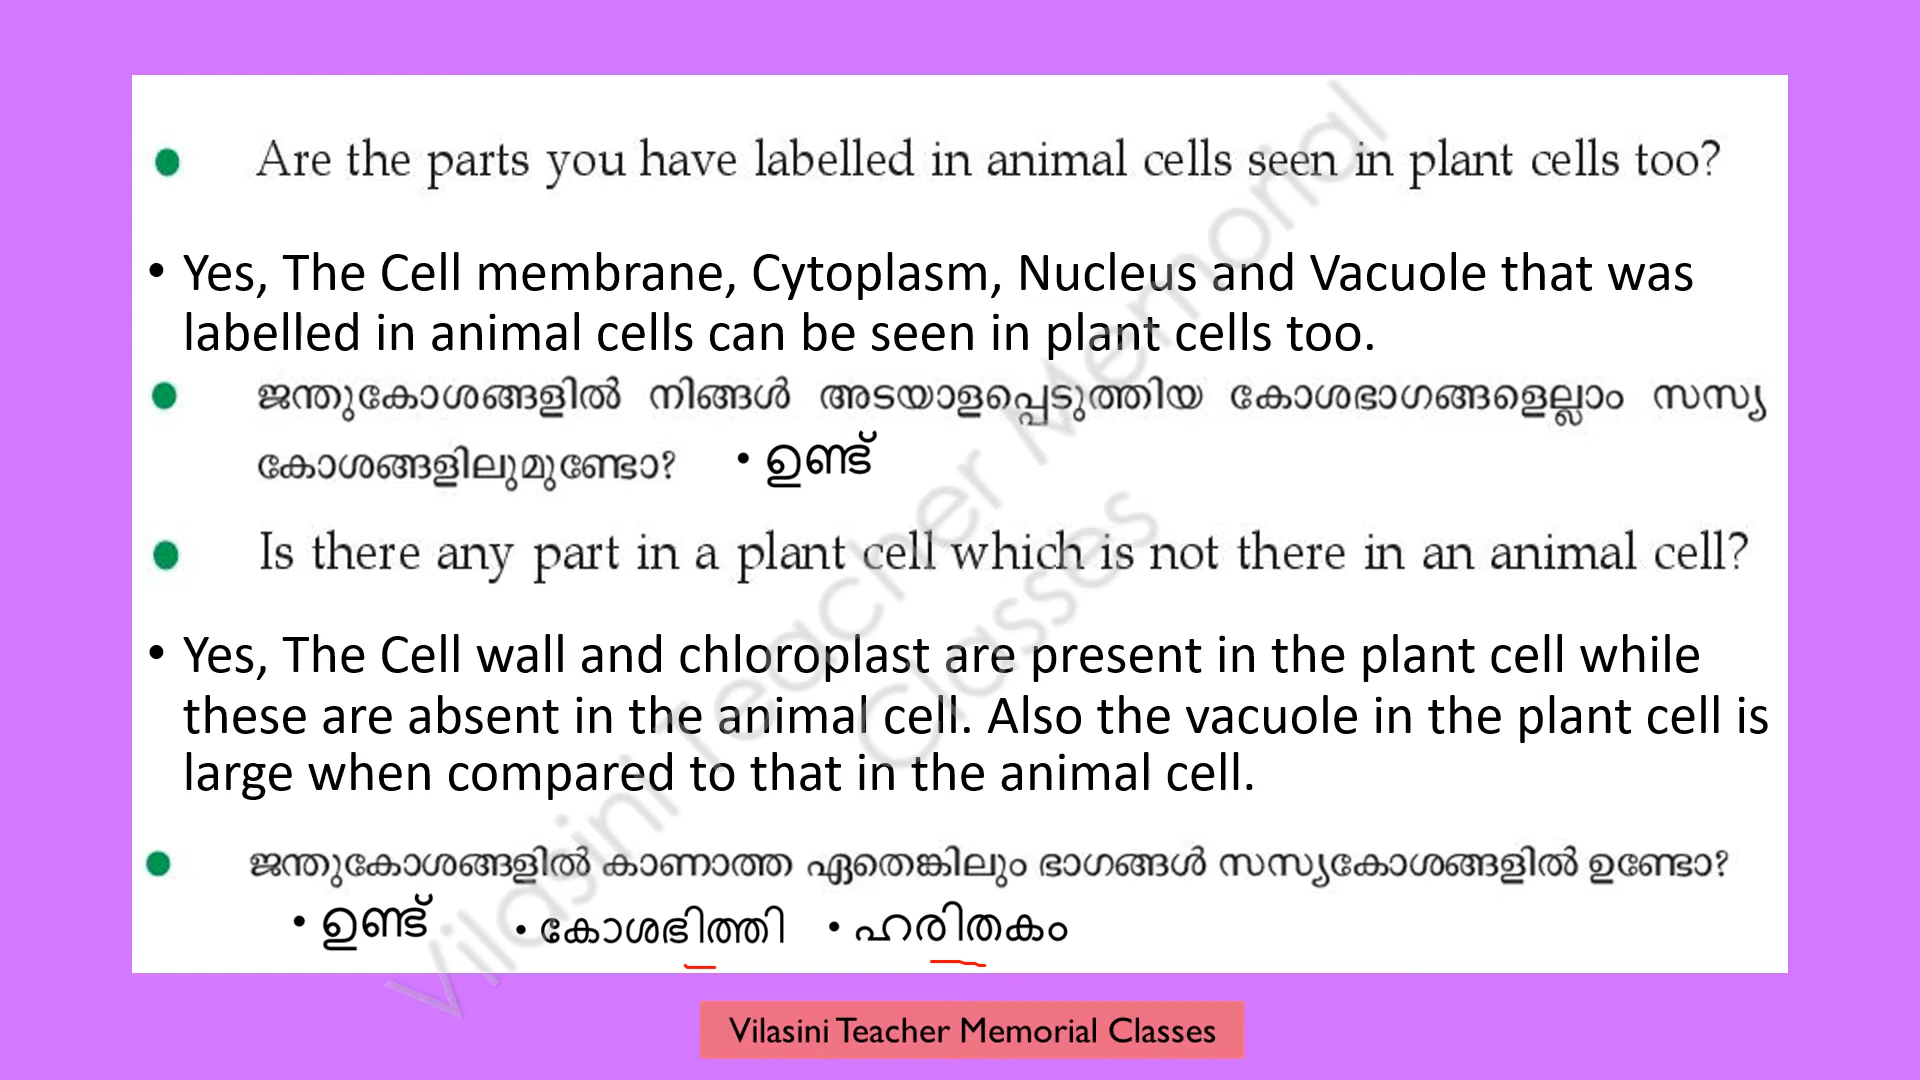 Are the parts you have labelled in animal cells seen in plant cells too?
• Yes, The Cell membrane, Cytoplasm, Nucleus and Vacuole that was
labelled in animal cells can be seen in plant cells too.
ജന്തുകോശങ്ങളിൽ നിങ്ങൾ അടയാളപ്പെടുത്തിയ കോശഭാഗങ്ങളെല്ലാം സസ്യ
കോശങ്ങളിലുമുണ്ടോ? • ഉണ്ട്
Is there any part in a plant cell which is not there in an animal cell?
• Yes, The Cell wall and chloroplast are present in the plant cell while
these are absent in the animal cell. Also the vacuole in the plant cell is
large when compared to that in the animal cell.
ജന്തുകോശങ്ങളിൽ കാണാത്ത ഏതെങ്കിലും ഭാഗങ്ങൾ സസ്യകോശങ്ങളിൽ ഉണ്ടോ?
• ഉണ്ട് • കോശഭിത്തി • ഹരിതകം
Vilasini Teacher Memorial
Classes
Vilasini Teacher Memorial Classes